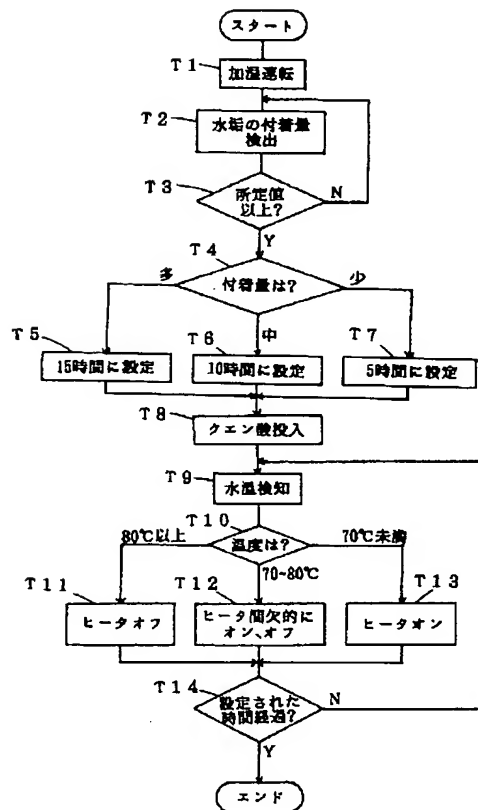 スタート
T1
加湿運転
T2
水垢の付着量
検出
T3
所定値
以上?
N
Y
T4
付着量は?
多
中
少
T5
15時間に設定
T6
10時間に設定
T7
5時間に設定
T8
クエン酸投入
T9
水温検知
T10
温度は?
80℃以上
70~80℃
70℃未満
T11
ヒータオフ
T12
ヒータ間欠的に
オン、オフ
T13
ヒータオン
T14
設定された
時間経過?
N
Y
エンド